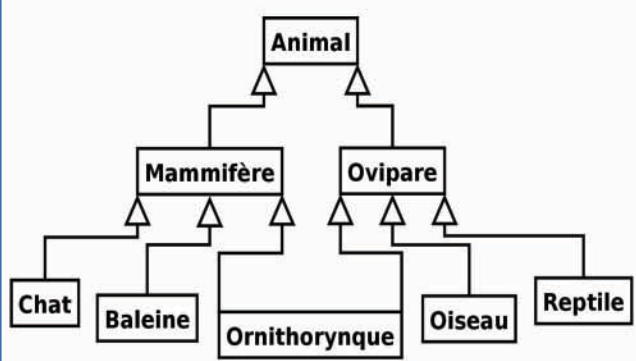 Animal
Mammifère
Ovipare
Chat
Baleine
Ornithorynque
Oiseau
Reptile